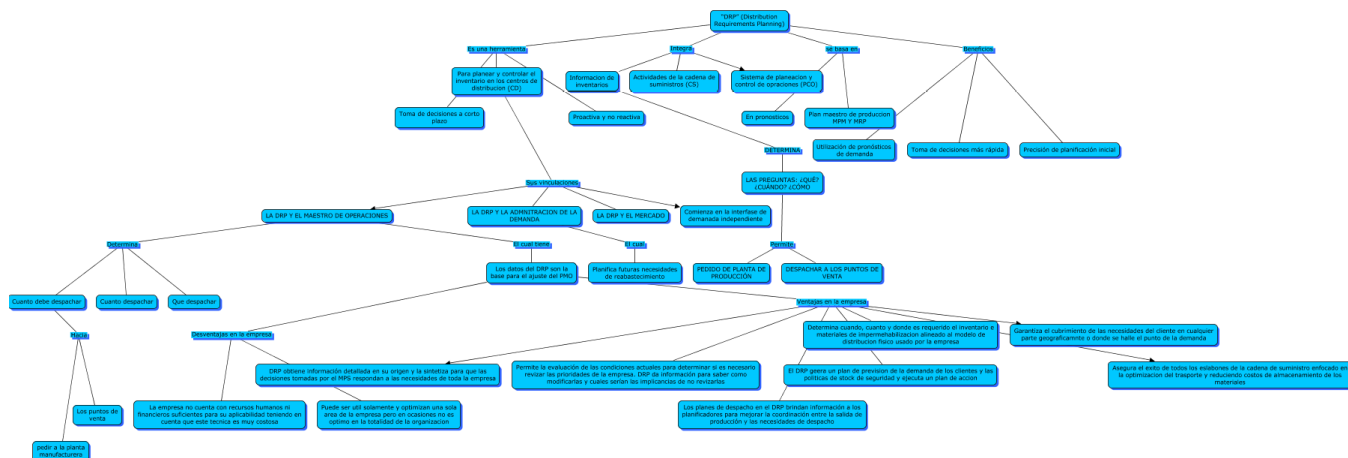 "DRP" (Distribution
Requirements Planning)
Es una herramienta
Integra
se basa en
Beneficios
Para planear y controlar el
inventario en los centros de
distribucion (CD)
Informacion de
inventarios
Actividades de la cadena de
suministros (CS)
Sistema de planeacion y
control de opraciones (PCO)
Toma de decisiones a corto
plazo
Proactiva y no reactiva
En pronosticos
Plan maestro de produccion
MPM Y MRP
Utilización de pronósticos
de demanda
Toma de decisiones más rápida
Precisión de planificación inicial
DETERMINA
LAS PREGUNTAS: ¿QUÉ?
¿CUÁNDO? ¿CÓMO
Sus vinculaciones
LA DRP Y EL MAESTRO DE OPERACIONES
LA DRP Y LA ADMNITRACION DE LA
DEMANDA
LA DRP Y EL MERCADO
Comienza en la interfase de
demanada independiente
Determina
El cual tiene
El cual
Permide
Los datos del DRP son la
base para el ajuste del PMO
Planifica futuras necesidades
de reabastecimiento
PEDIDO DE PLANTA DE
PRODUCCIÓN
DESPACHAR A LOS PUNTOS DE
VENTA
Cuanto debe despachar
Cuanto despachar
Que despachar
Hacia
Desventajas en la empresa
Ventajas en la empresa
DRP obtiene información detallada en su origen y la sintetiza para que las
decisiones tomadas por el MPS respondan a las necesidades de toda la empresa
Permite la evaluación de las condiciones actuales para determinar si es necesario
revizar las prioridades de la empresa. DRP da información para saber como
modificarlas y cuales serían las implicancias de no revizarlas
Determina cuando, cuanto y donde es requerido el inventario e
materiales de impermehabilizacion alineado al modelo de
distribucion fisico usado por la empresa
Garantiza el cubrimiento de las necesidades del cliente en cualquier
parte geograficamnte o donde se halle el punto de la demanda
El DRP geera un plan de prevision de la demanda de los clientes y las
políticas de stock de seguridad y ejecuta un plan de accion
Asegura el exito de todos los eslabones de la cadena de suministro enfocado en
la optimizacion del trasporte y reduciendo costos de almacenamiento de los
materiales
La empresa no cuenta con recursos humanos ni
financieros suficientes para su aplicabilidad teniendo en
cuenta que este tecnica es muy costosa
Puede ser util solamente y optimizan una sola
area de la empresa pero en ocasiones no es
optimo en la totalidad de la organizacion
Los planes de despacho en el DRP brindan información a los
planificadores para mejorar la coordinación entre la salida de
producción y las necesidades de despacho
Los puntos de
venta
pedir a la planta
manufacturera